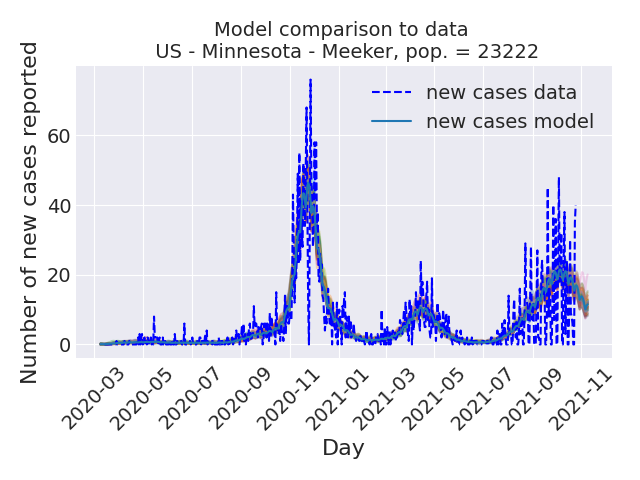 Model comparison to data
US - Minnesota - Meeker, pop. = 23222
Number of new cases reported
60
40
20
0
new cases data
new cases model
2020-03
2020-05
2020-07
2020-09
2020-11
2021-01
2021-03
2021-05
2021-07
2021-09
2021-11
Day